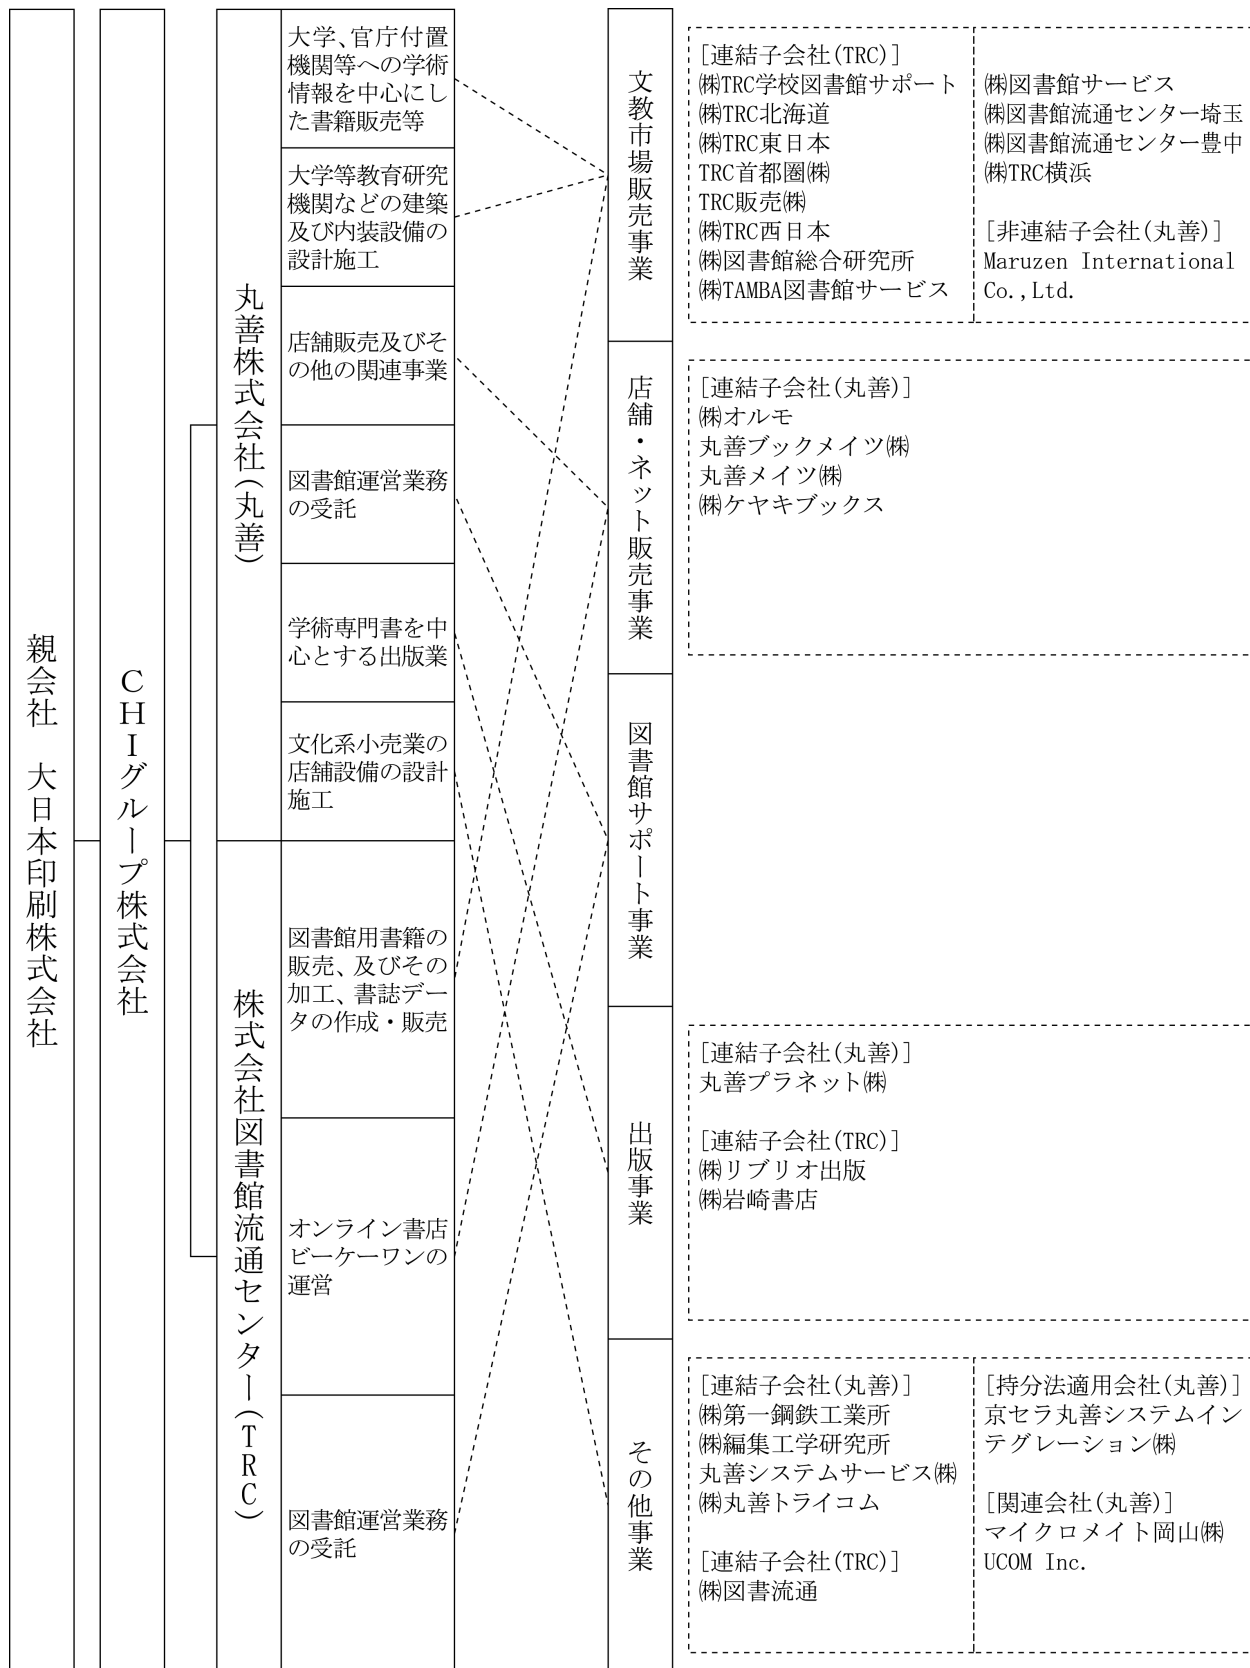 親会社　大日本印刷株式会社
CHIグループ株式会社
丸善株式会社(丸善)
大学、官庁付置
機関等への学術
情報を中心にし
た書籍販売等
大学等教育研究
機関などの建築
及び内装設備の
設計施工
店舗販売及びそ
の他の関連事業
図書館運営業務
の受託
学術専門書を中
心とする出版業
文化系小売業の
店舗設備の設計
施工
株式会社図書館流通センター(TRC)
図書館用書籍の
販売、及びその
加工、書誌デー
タの作成・販売
オンライン書店
ビーケーワンの
運営
図書館運営業務
の受託
文教市場販売事業
[連結子会社(TRC)]
㈱TRC学校図書館サポート
㈱TRC北海道
㈱TRC東日本
TRC首都圏㈱
TRC販売㈱
㈱TRC西日本
㈱図書館総合研究所
㈱TAMBA図書館サービス
㈱図書館サービス
㈱図書館流通センター埼玉
㈱図書館流通センター豊中
㈱TRC横浜
[非連結子会社(丸善)]
Maruzen International
Co.,Ltd.
店舗・ネット販売事業
[連結子会社(丸善)]
㈱オルモ
丸善ブックメイツ㈱
丸善メイツ㈱
㈱ケヤキブックス
図書館サポート事業
出版事業
[連結子会社(丸善)]
丸善プラネット㈱
[連結子会社(TRC)]
㈱リブリオ出版
㈱岩崎書店
その他事業
[連結子会社(丸善)]
㈱第一鋼鉄工業所
㈱編集工学研究所
丸善システムサービス㈱
㈱丸善トライコム
[連結子会社(TRC)]
㈱図書流通
[持分法適用会社(丸善)]
京セラ丸善システムイン
テグレーション㈱
[関連会社(丸善)]
マイクロメイト岡山㈱
UCOM Inc.